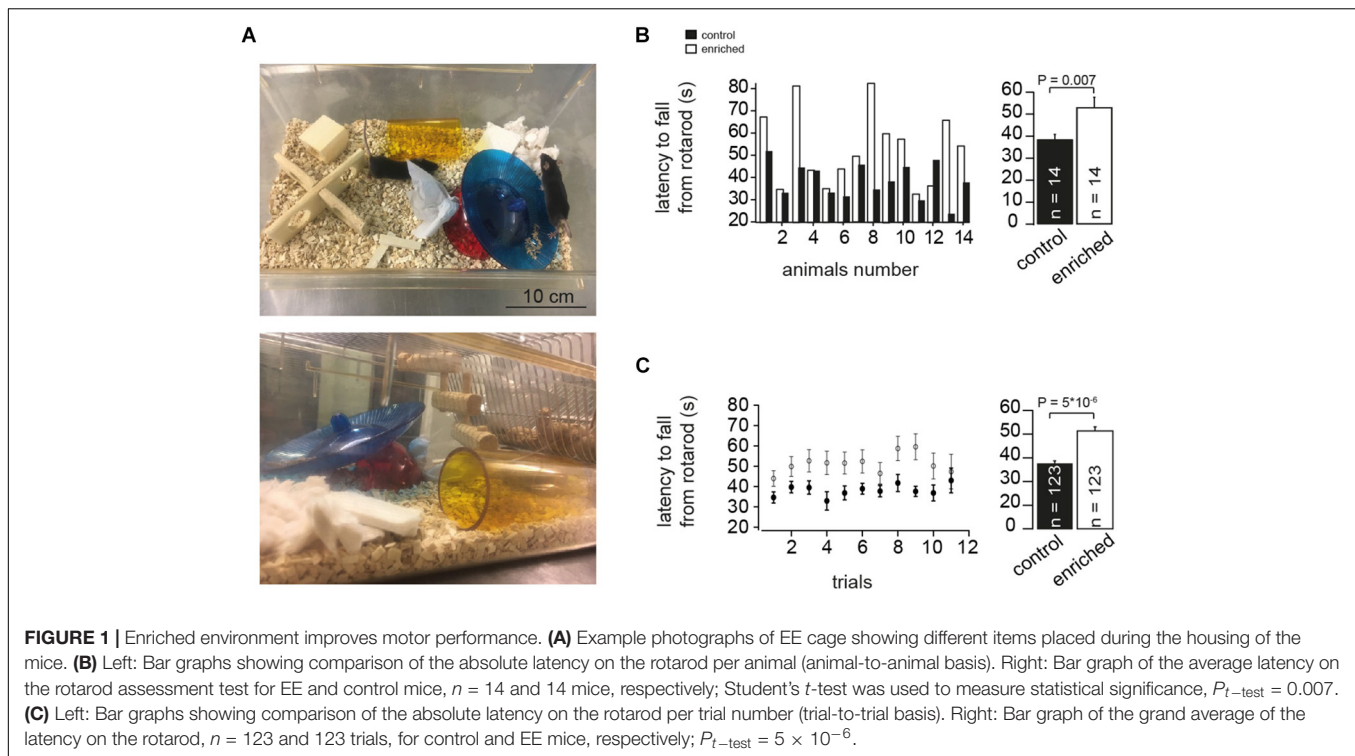 A
10 cm
B
control
enriched
latency to fall
from rotarod (s)
80
70
60
50
40
30
20
2 4 6 8 10 12 14
animals number
P = 0.007
60
50
40
30
20
10
0
n = 14
n = 14
control
enriched
C
latency to fall
from rotarod (s)
80
70
60
50
40
30
20
2 4 6 8 10 12
trials
P = 5*10-6
60
50
40
30
20
10
0
n = 123
n = 123
control
enriched
FIGURE 1 | Enriched environment improves motor performance. (A) Example photographs of EE cage showing different items placed during the housing of the
mice. (B) Left: Bar graphs showing comparison of the absolute latency on the rotarod per animal (animal-to-animal basis). Right: Bar graph of the average latency on
the rotarod assessment test for EE and control mice, n = 14 and 14 mice, respectively; Student's t-test was used to measure statistical significance, Pt−test = 0.007.
(C) Left: Bar graphs showing comparison of the absolute latency on the rotarod per trial number (trial-to-trial basis). Right: Bar graph of the grand average of the
latency on the rotarod, n = 123 and 123 trials, for control and EE mice, respectively; Pt−test = 5 × 10−6.